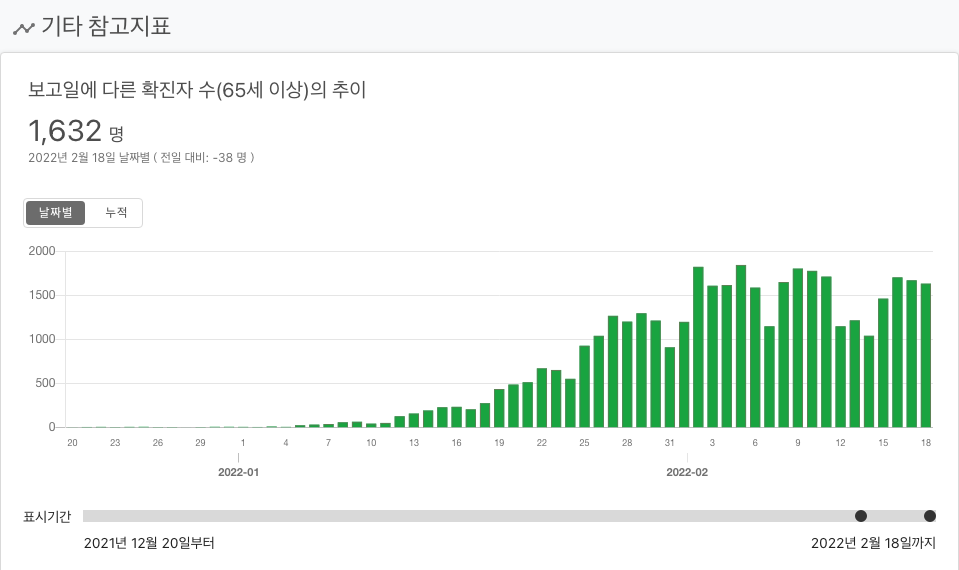 기타 참고지표
보고일에 다른 확진자 수(65세 이상)의 추이
1,632 명
2022년 2월 18일 날짜별 ( 전일 대비: -38 명 )
날짜별 누적
2000
1500
1000
500
0
20 23 26 29 1 4 7 10 13 16 19 22 25 28 31 3 6 9 12 15 18
2022-01 2022-02
표시기간
2021년 12월 20일부터 2022년 2월 18일까지